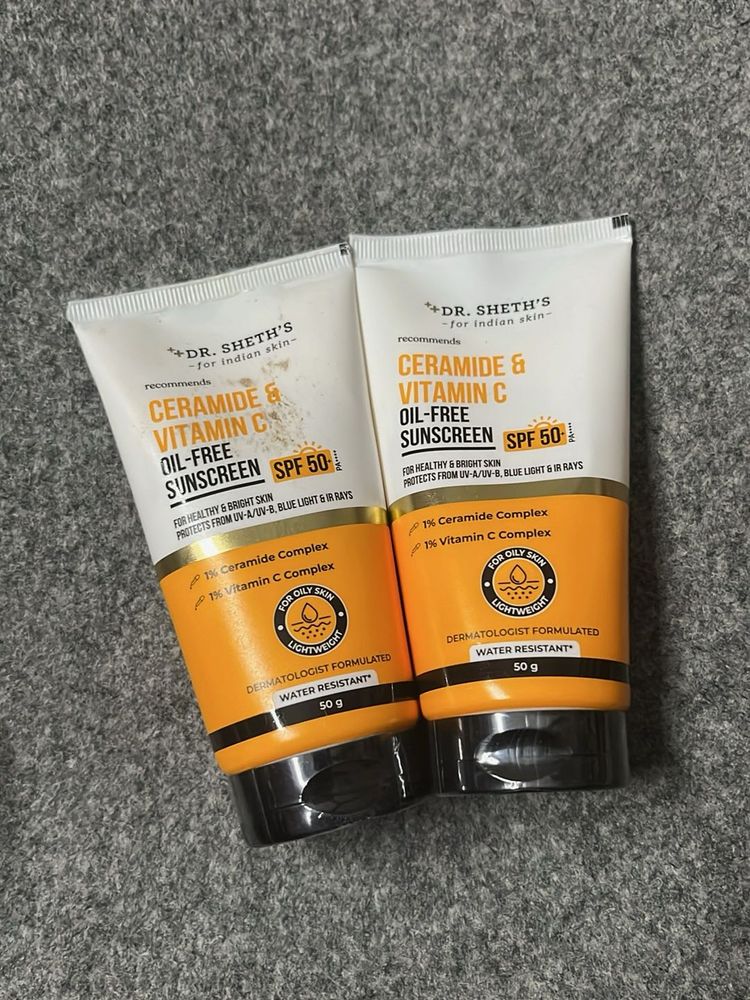 DR. SHETH'S
-for indian skin-
recommends
CERAMIDE &
VITAMIN C
OIL-FREE
SUNSCREEN
SPF 50+
PA++++
FOR HEALTHY & BRIGHT SKIN
PROTECTS FROM UV-A/UV-B, BLUE LIGHT & IR RAYS
1% Ceramide Complex
1% Vitamin C Complex
FOR OILY SKIN
LIGHTWEIGHT
DERMATOLOGIST FORMULATED
WATER RESISTANT*
50 g
DR. SHETH'S
-for indian skin-
recommends
CERAMIDE &
VITAMIN C
OIL-FREE
SUNSCREEN
SPF 50+
PA++++
FOR HEALTHY & BRIGHT SKIN
PROTECTS FROM UV-A/UV-B, BLUE LIGHT & IR RAYS
1% Ceramide Complex
1% Vitamin C Complex
FOR OILY SKIN
LIGHTWEIGHT
DERMATOLOGIST FORMULATED
WATER RESISTANT*
50 g